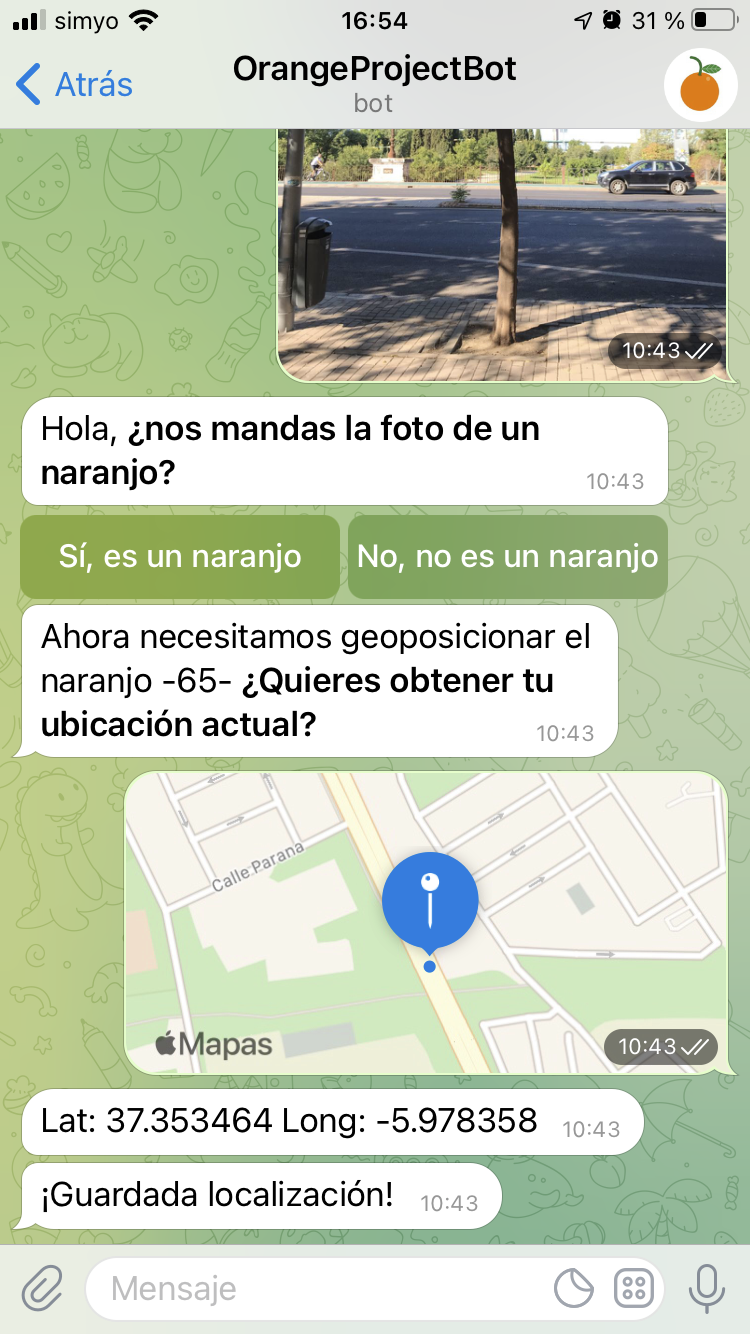 simyo 16:54 31 %
Atrás OrangeProjectBot
bot
10:43
Hola, ¿nos mandas la foto de un
naranjo?
10:43
Sí, es un naranjo No, no es un naranjo
Ahora necesitamos geoposicionar el
naranjo -65- ¿Quieres obtener tu
ubicación actual?
10:43
Calle Parana
Mapas
10:43
Lat: 37.353464 Long: -5.978358 10:43
¡Guardada localización! 10:43
Mensaje